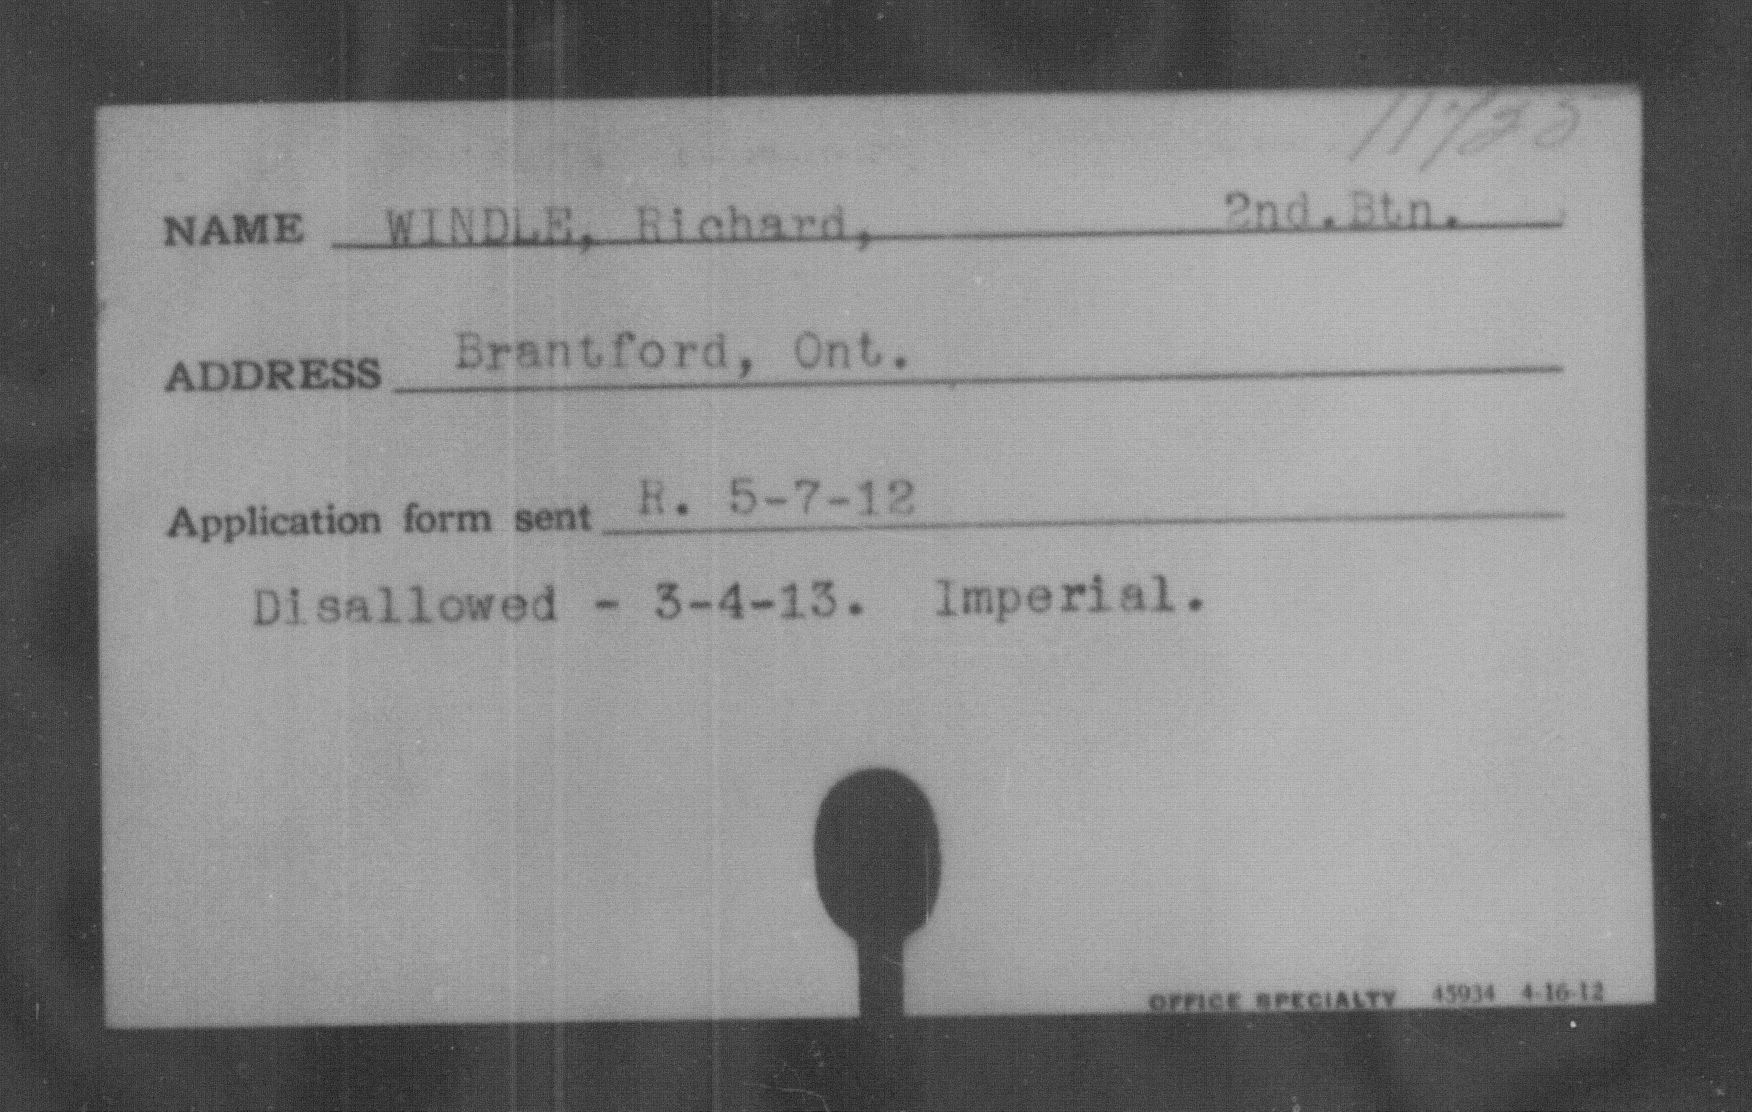 NAME WINDLE, Richard, 2nd.Btn.
ADDRESS Brantford, Ont.
Application form sent R. 5-7-12
Disallowed - 3-4-13. Imperial.
OFFICE SPECIALTY 45934 4-16-12